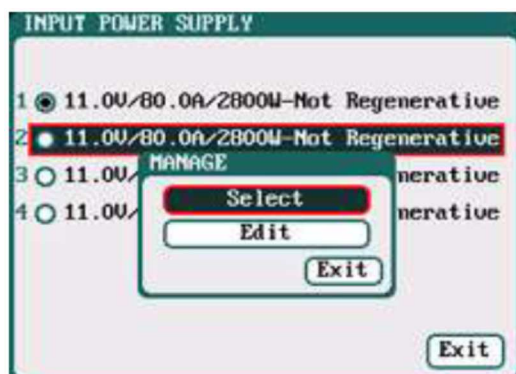 INPUT POWER SUPPLY
1 11.0V/80.0A/2800W-Not Regenerative
2 11.0V/80.0A/2800W-Not Regenerative
MANAGE
3 11.0V/ nerative
Select
4 11.0V/ nerative
Edit
Exit
Exit